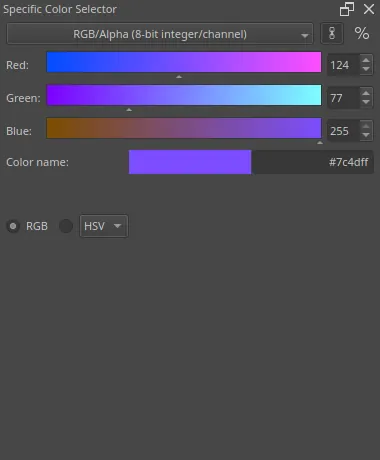 Specific Color Selector
RGB/Alpha (8-bit integer/channel)
%
Red: 124
Green: 77
Blue: 255
Color name: #7c4dff
RGB HSV